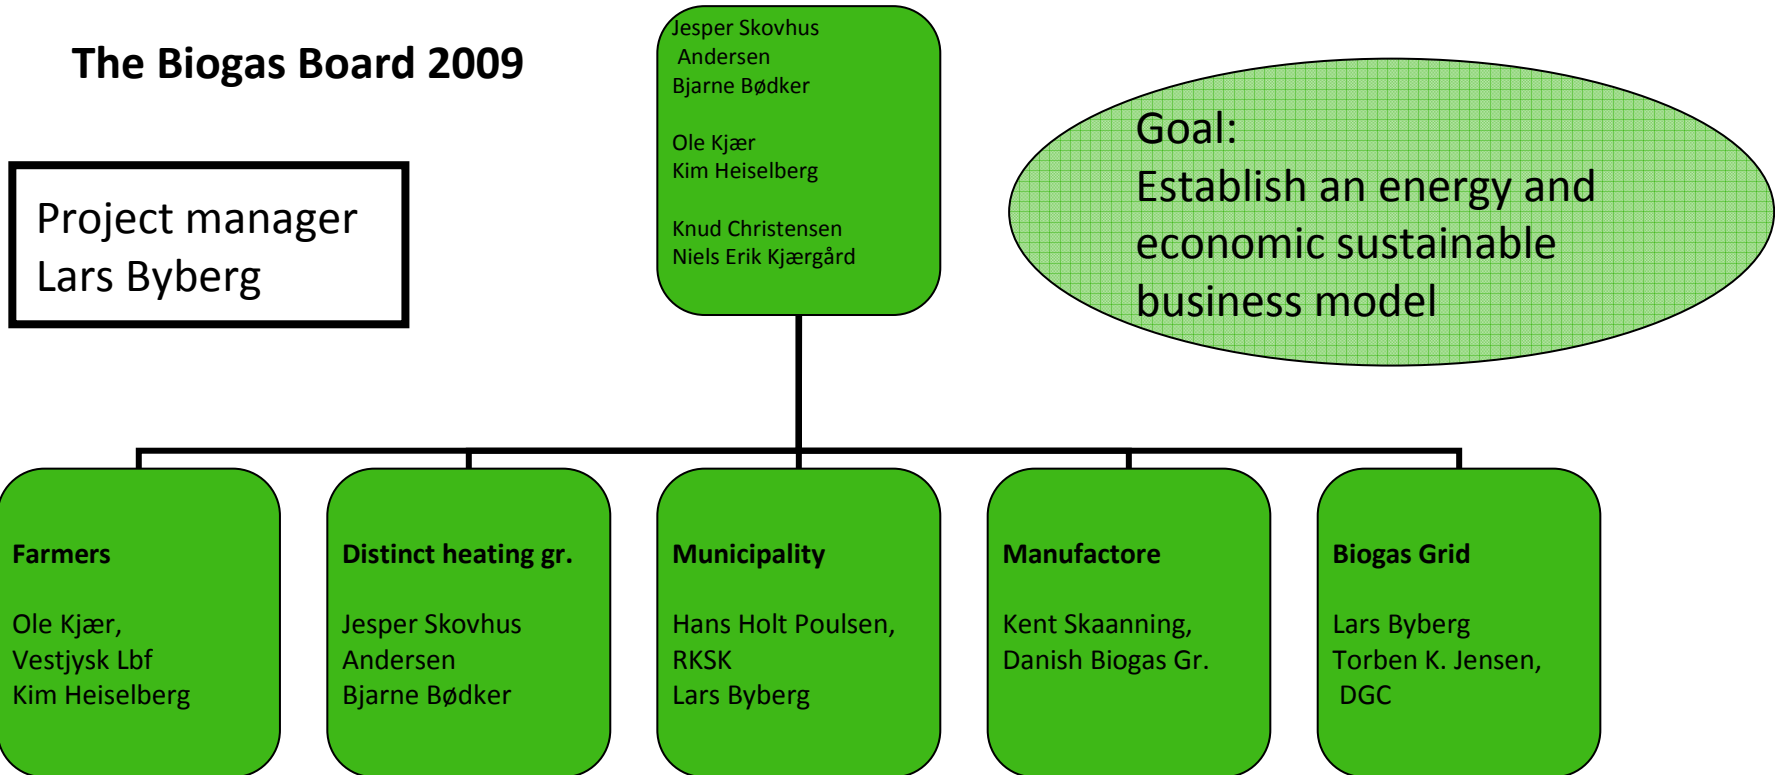 The Biogas Board 2009
Project manager
Lars Byberg
Jesper Skovhus
Andersen
Bjarne Bødker
Ole Kjær
Kim Heiselberg
Knud Christensen
Niels Erik Kjærgård
Goal:
Establish an energy and
economic sustainable
business model
Farmers
Ole Kjær,
Vestjysk Lbf
Kim Heiselberg
Distinct heating gr.
Jesper Skovhus
Andersen
Bjarne Bødker
Municipality
Hans Holt Poulsen,
RKSK
Lars Byberg
Manufactore
Kent Skaanning,
Danish Biogas Gr.
Biogas Grid
Lars Byberg
Torben K. Jensen,
DGC